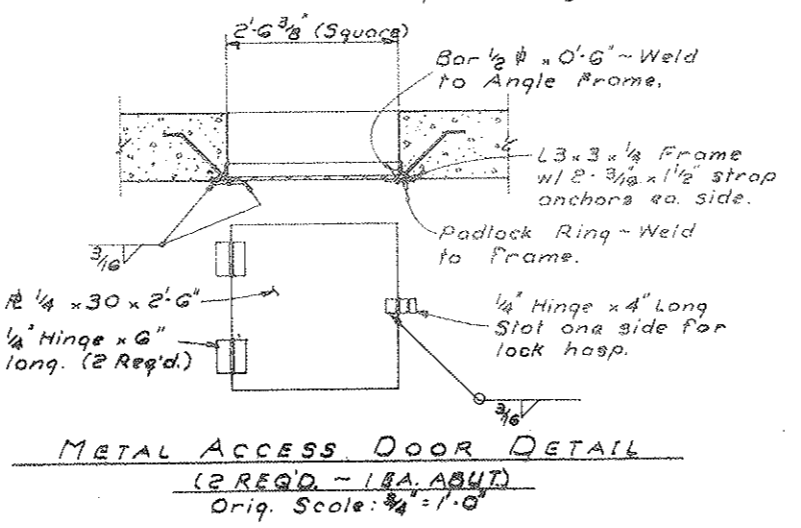 2'-6 3/8" (Square)
Bar 1/2 ϕ x 0'-6" ~ Weld
to Angle Frame.
L3 x 3 x 1/4 Frame
w/ 2- 3/16 x 1 1/2" strap
anchors ea. side.
Padlock Ring ~ Weld
to Frame.
3/16
PL 1/4 x 30 x 2'-6"
1/4" Hinge x 6"
long. (2 Req'd.)
1/4" Hinge x 4" Long
Slot one side for
lock hasp.
3/16
METAL ACCESS DOOR DETAIL
(2 REQ'D. ~ 1 EA. ABUT.)
Orig. Scale: 3/4" = 1'-0"